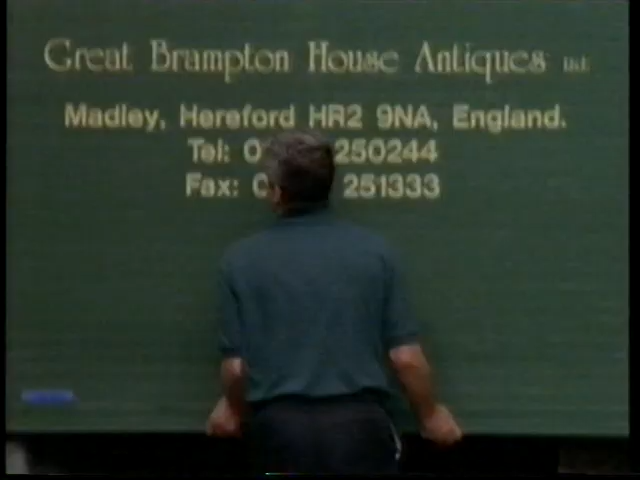 Great Brampton House Antiques Ltd.
Madley, Hereford HR2 9NA, England.
Tel: 0 250244
Fax: 0 251333